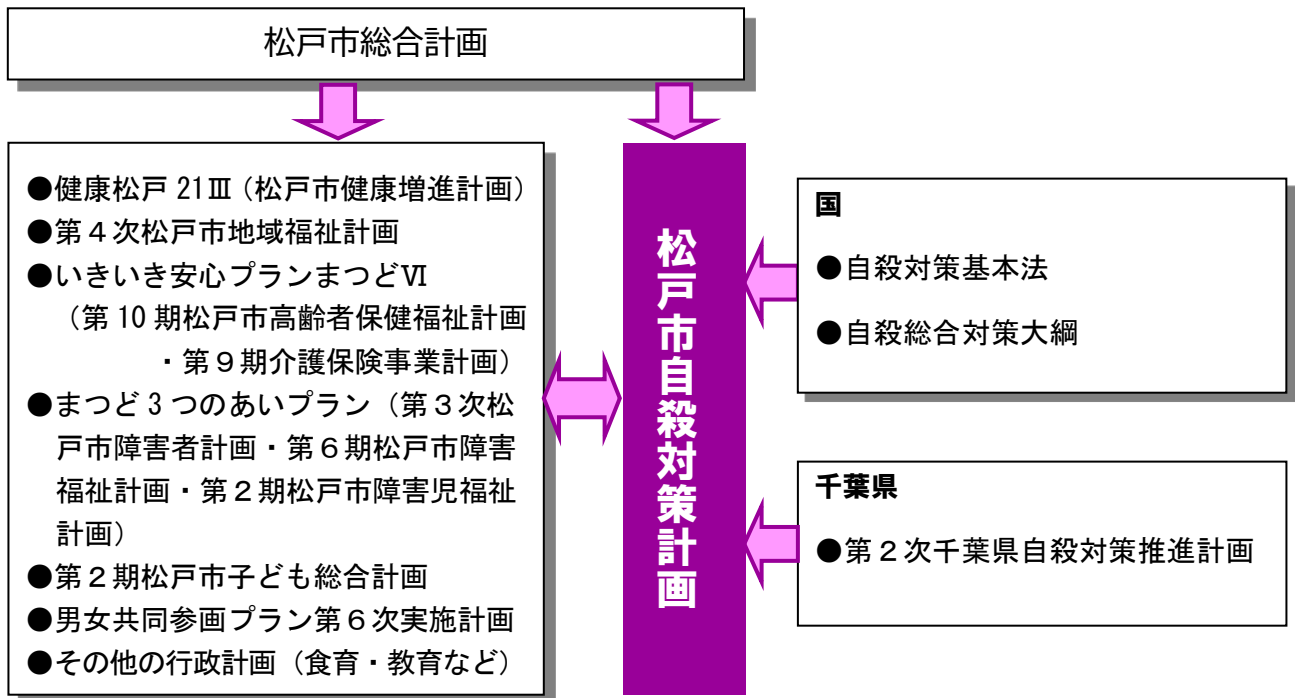 松戸市総合計画
●健康松戸 21Ⅲ（松戸市健康増進計画）
●第４次松戸市地域福祉計画
●いきいき安心プランまつどⅥ
（第 10 期松戸市高齢者保健福祉計画
・第９期介護保険事業計画）
●まつど 3 つのあいプラン（第３次松
戸市障害者計画・第６期松戸市障害
福祉計画・第２期松戸市障害児福祉
計画）
●第２期松戸市子ども総合計画
●男女共同参画プラン第６次実施計画
●その他の行政計画（食育・教育など）
松戸市自殺対策計画
国
●自殺対策基本法
●自殺総合対策大綱
千葉県
●第２次千葉県自殺対策推進計画